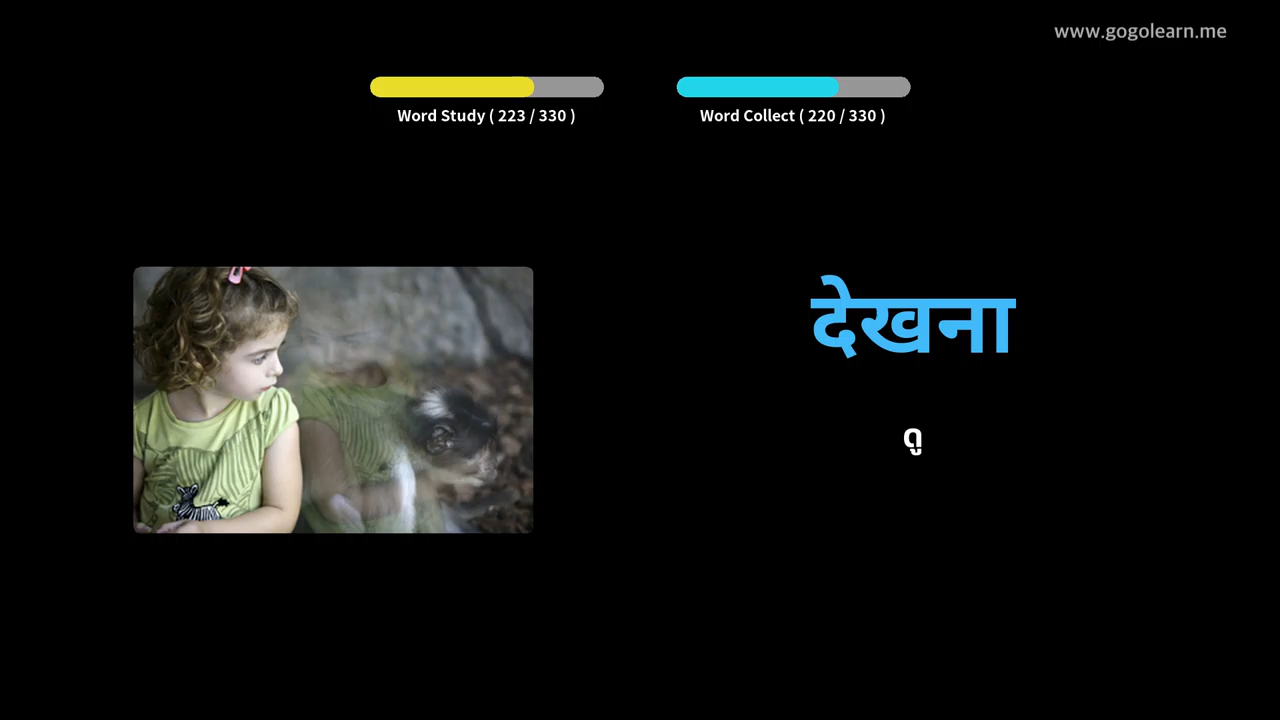 www.gogolearn.me
Word Study ( 223 / 330 )
Word Collect ( 220 / 330 )
देखना
ดู